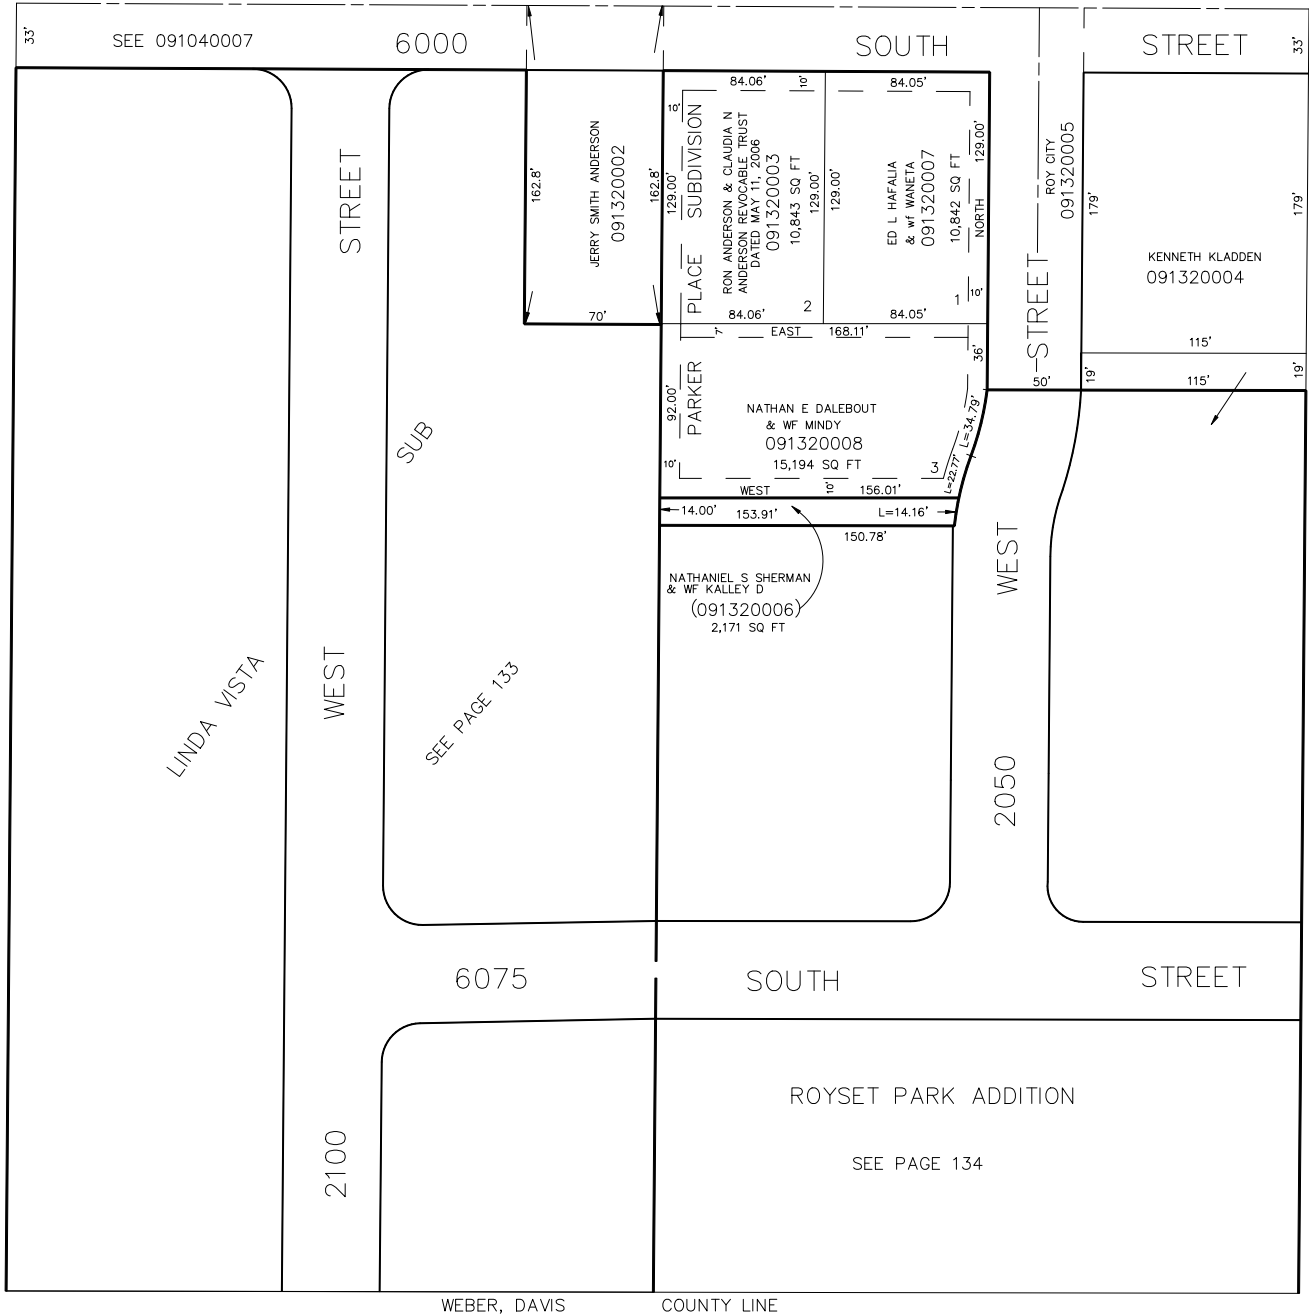 33'
SEE 091040007
6000
SOUTH
STREET
33'
STREET
162.8'
JERRY SMITH ANDERSON
091320002
162.8'
70'
84.06'
10'
84.05'
10'
129.00'
PARKER PLACE SUBDIVISION
RON ANDERSON & CLAUDIA N
ANDERSON REVOCABLE TRUST
DATED MAY 11, 2006
091320003
10,843 SQ FT
129.00'
129.00'
ED L HAFALIA
& wf WANETA
091320007
10,842 SQ FT
NORTH
129.00'
10'
1
2
84.06'
84.05'
7'
EAST
168.11'
STREET
ROY CITY
091320005
179'
KENNETH KLADDEN
091320004
179'
115'
19'
115'
19'
50'
36'
92.00'
NATHAN E DALEBOUT
& WF MINDY
091320008
15,194 SQ FT
3
L=34.79'
L=22.77'
10'
WEST
10'
156.01'
14.00'
153.91'
L=14.16'
150.78'
NATHANIEL S SHERMAN
& WF KALLEY D
(091320006)
2,171 SQ FT
SUB
LINDA VISTA
SEE PAGE 133
WEST
WEST
2050
6075
SOUTH
STREET
2100
ROYSET PARK ADDITION
SEE PAGE 134
WEBER, DAVIS
COUNTY LINE